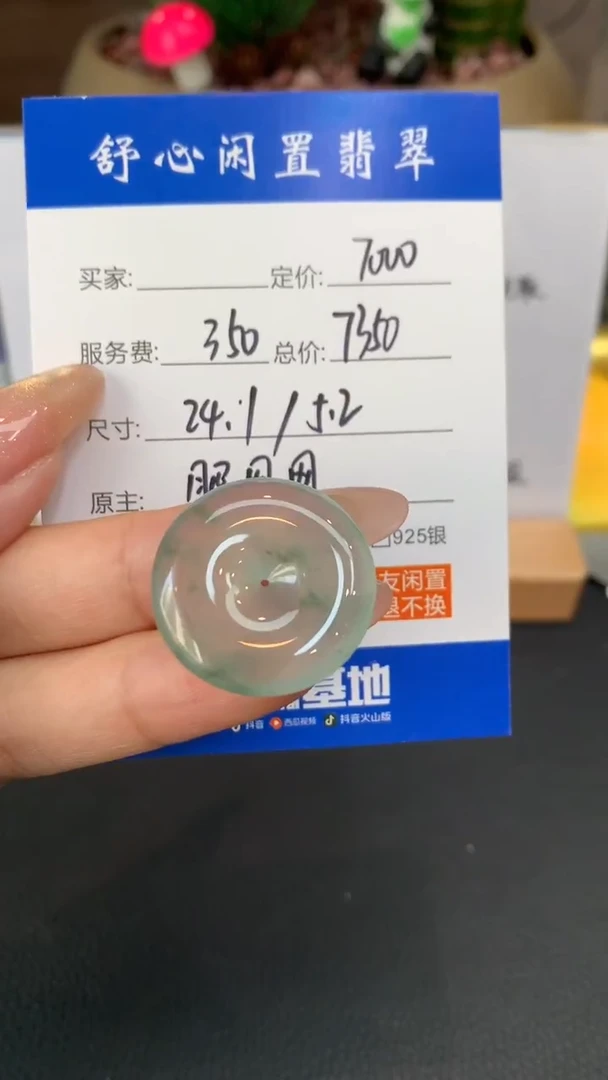 舒心闲置翡翠
买家: 定价: 7000
服务费: 350 总价: 7350
尺寸: 24.1/5.2
原主:
925银
友闲置
退不换
基地
抖音 西瓜视频 抖音火山版